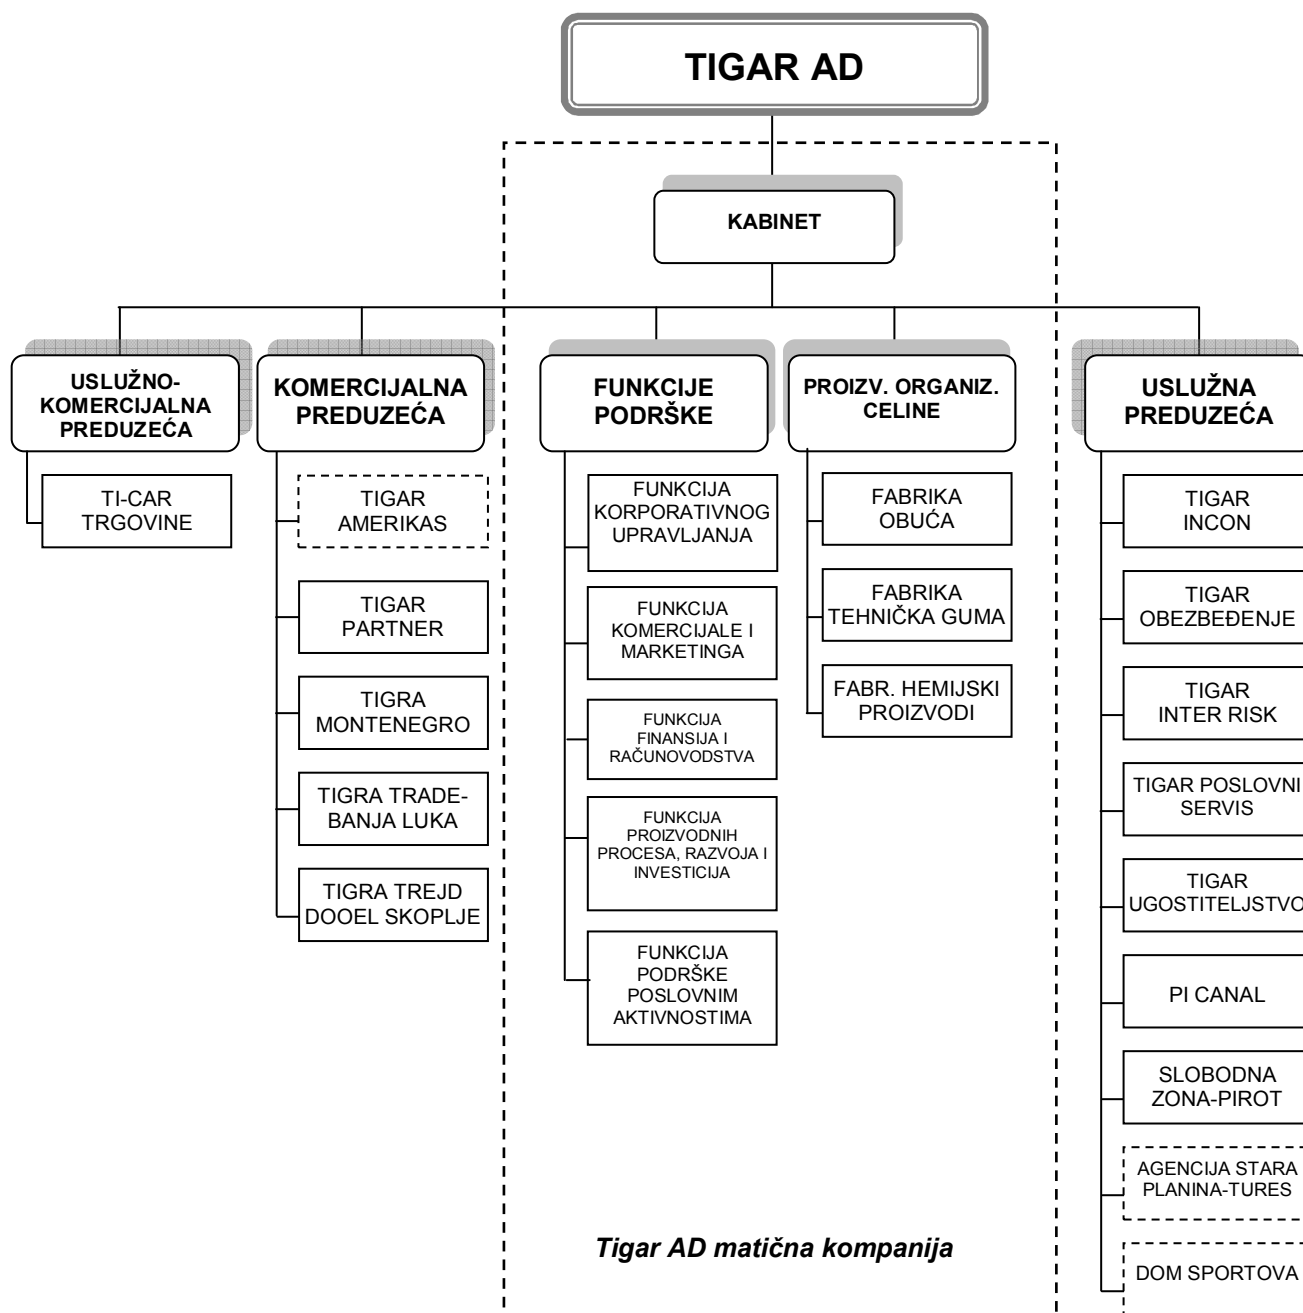 TIGAR AD
KABINET
USLUŽNO-
KOMERCIJALNA
PREDUZEĆA
TI-CAR
TRGOVINE
KOMERCIJALNA
PREDUZEĆA
TIGAR
AMERIKAS
TIGAR
PARTNER
TIGRA
MONTENEGRO
TIGRA TRADE-
BANJA LUKA
TIGRA TREJD
DOOEL SKOPLJE
FUNKCIJE
PODRŠKE
FUNKCIJA
KORPORATIVNOG
UPRAVLJANJA
FUNKCIJA
KOMERCIJALE I
MARKETINGA
FUNKCIJA
FINANSIJA I
RAČUNOVODSTVA
FUNKCIJA
PROIZVODNIH
PROCESA, RAZVOJA I
INVESTICIJA
FUNKCIJA
PODRŠKE
POSLOVNIM
AKTIVNOSTIMA
PROIZV. ORGANIZ.
CELINE
FABRIKA
OBUĆA
FABRIKA
TEHNIČKA GUMA
FABR. HEMIJSKI
PROIZVODI
USLUŽNA
PREDUZEĆA
TIGAR
INCON
TIGAR
OBEZBEĐENJE
TIGAR
INTER RISK
TIGAR POSLOVNI
SERVIS
TIGAR
UGOSTITELJSTVO
PI CANAL
SLOBODNA
ZONA-PIROT
AGENCIJA STARA
PLANINA-TURES
DOM SPORTOVA
Tigar AD matična kompanija